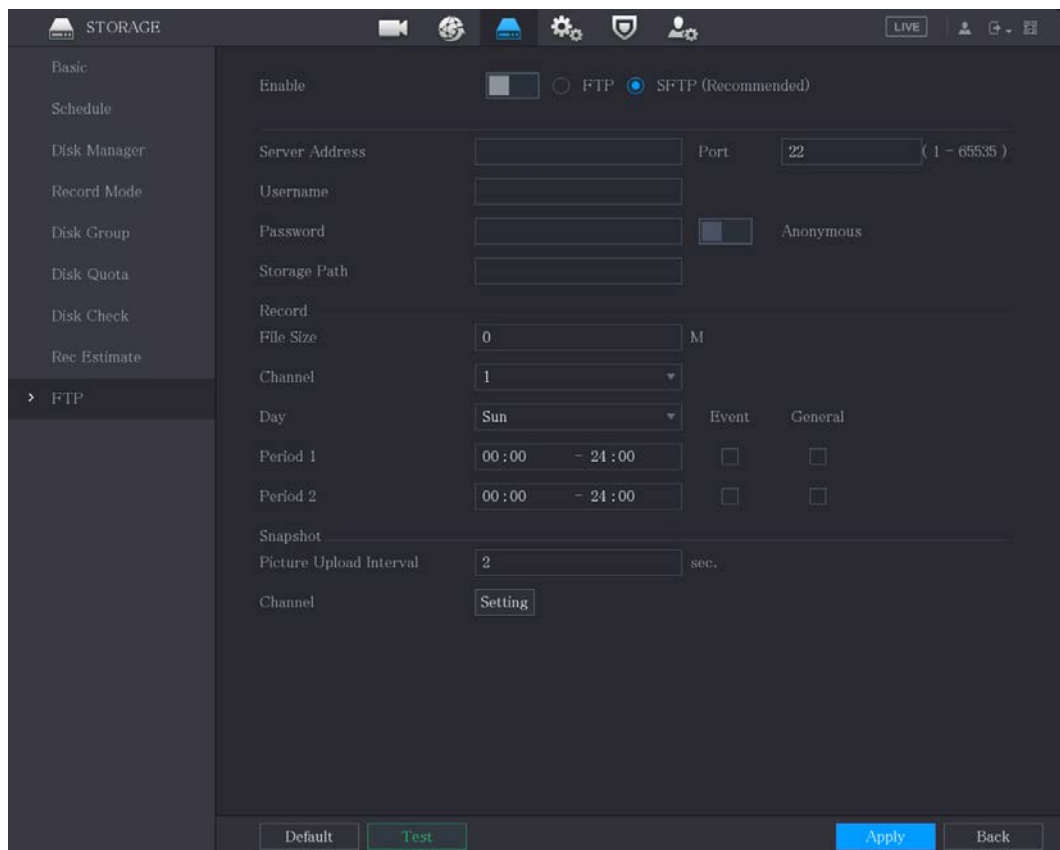 STORAGE LIVE
Basic
Enable FTP SFTP (Recommended)
Schedule
Disk Manager
Server Address Port 22 ( 1 - 65535 )
Record Mode
Username
Disk Group
Password Anonymous
Disk Quota
Storage Path
Disk Check
Record
File Size 0 M
Rec Estimate
Channel 1
FTP
Day Sun Event General
Period 1 00:00 - 24:00
Period 2 00:00 - 24:00
Snapshot
Picture Upload Interval 2 sec.
Channel Setting
Default Test Apply Back